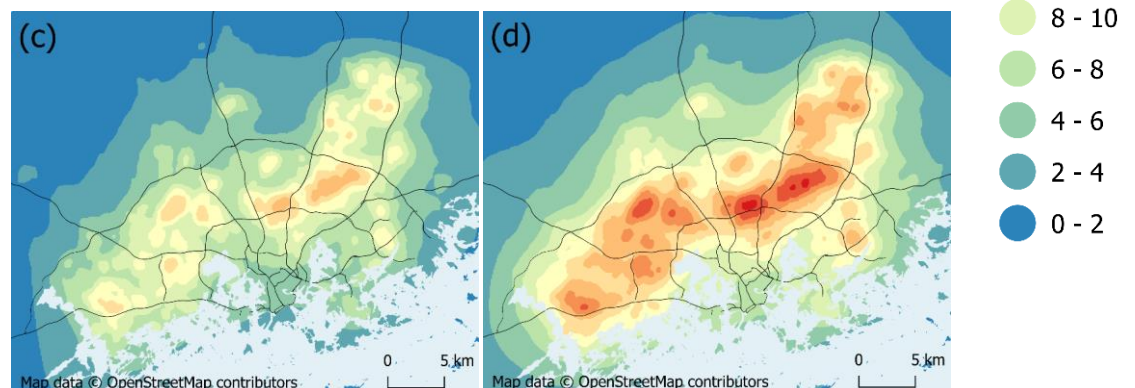 (c)
0 5 km
Map data © OpenStreetMap contributors
(d)
0 5 km
Map data © OpenStreetMap contributors
8 - 10
6 - 8
4 - 6
2 - 4
0 - 2